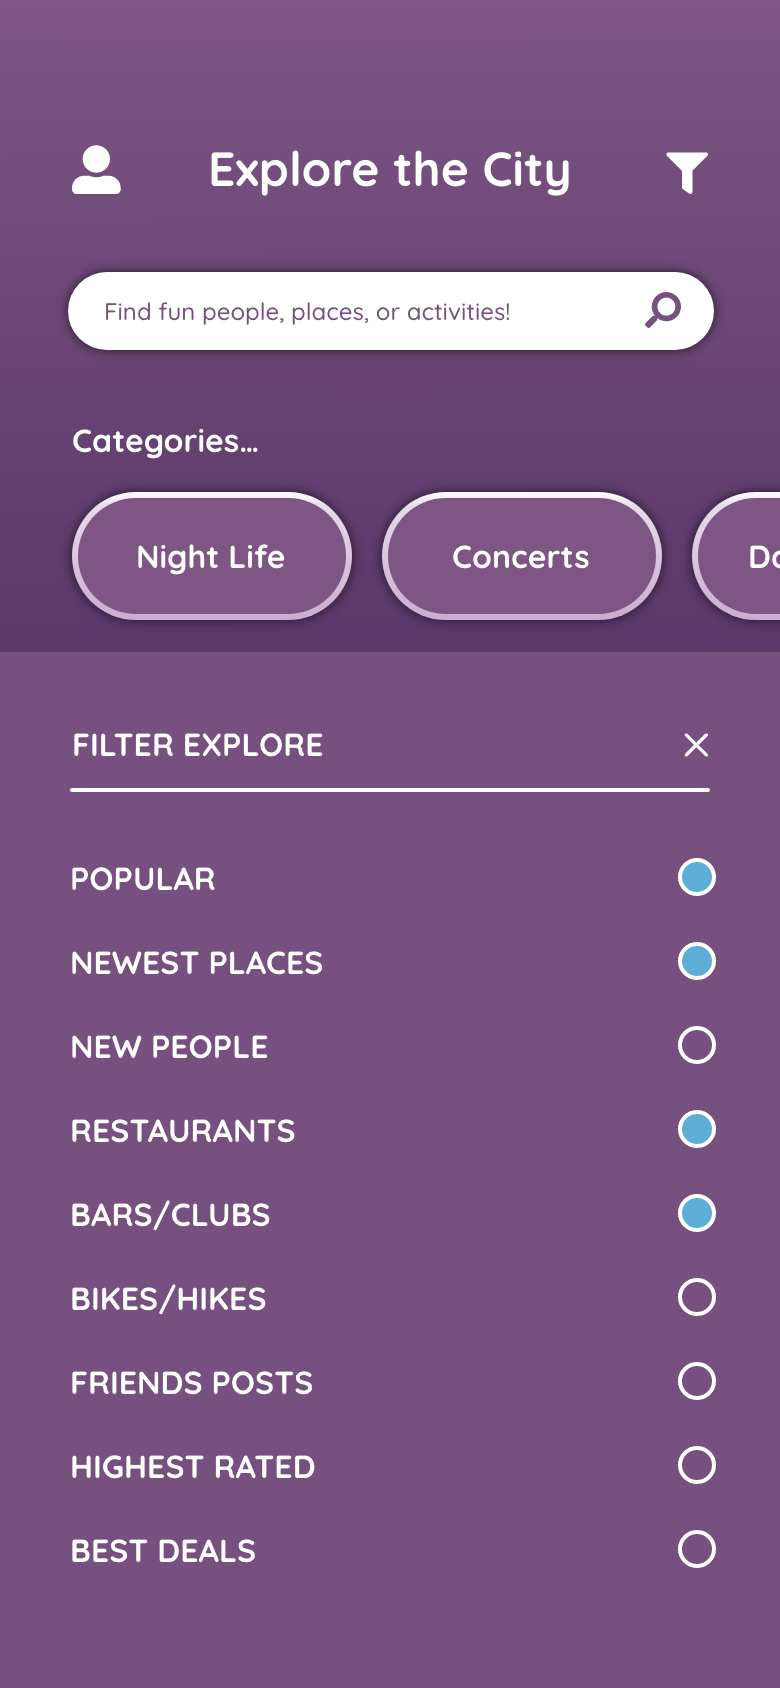 Explore the City
Find fun people, places, or activities!
Categories...
Night Life
Concerts
FILTER EXPLORE
POPULAR
NEWEST PLACES
NEW PEOPLE
RESTAURANTS
BARS/CLUBS
BIKES/HIKES
FRIENDS POSTS
HIGHEST RATED
BEST DEALS